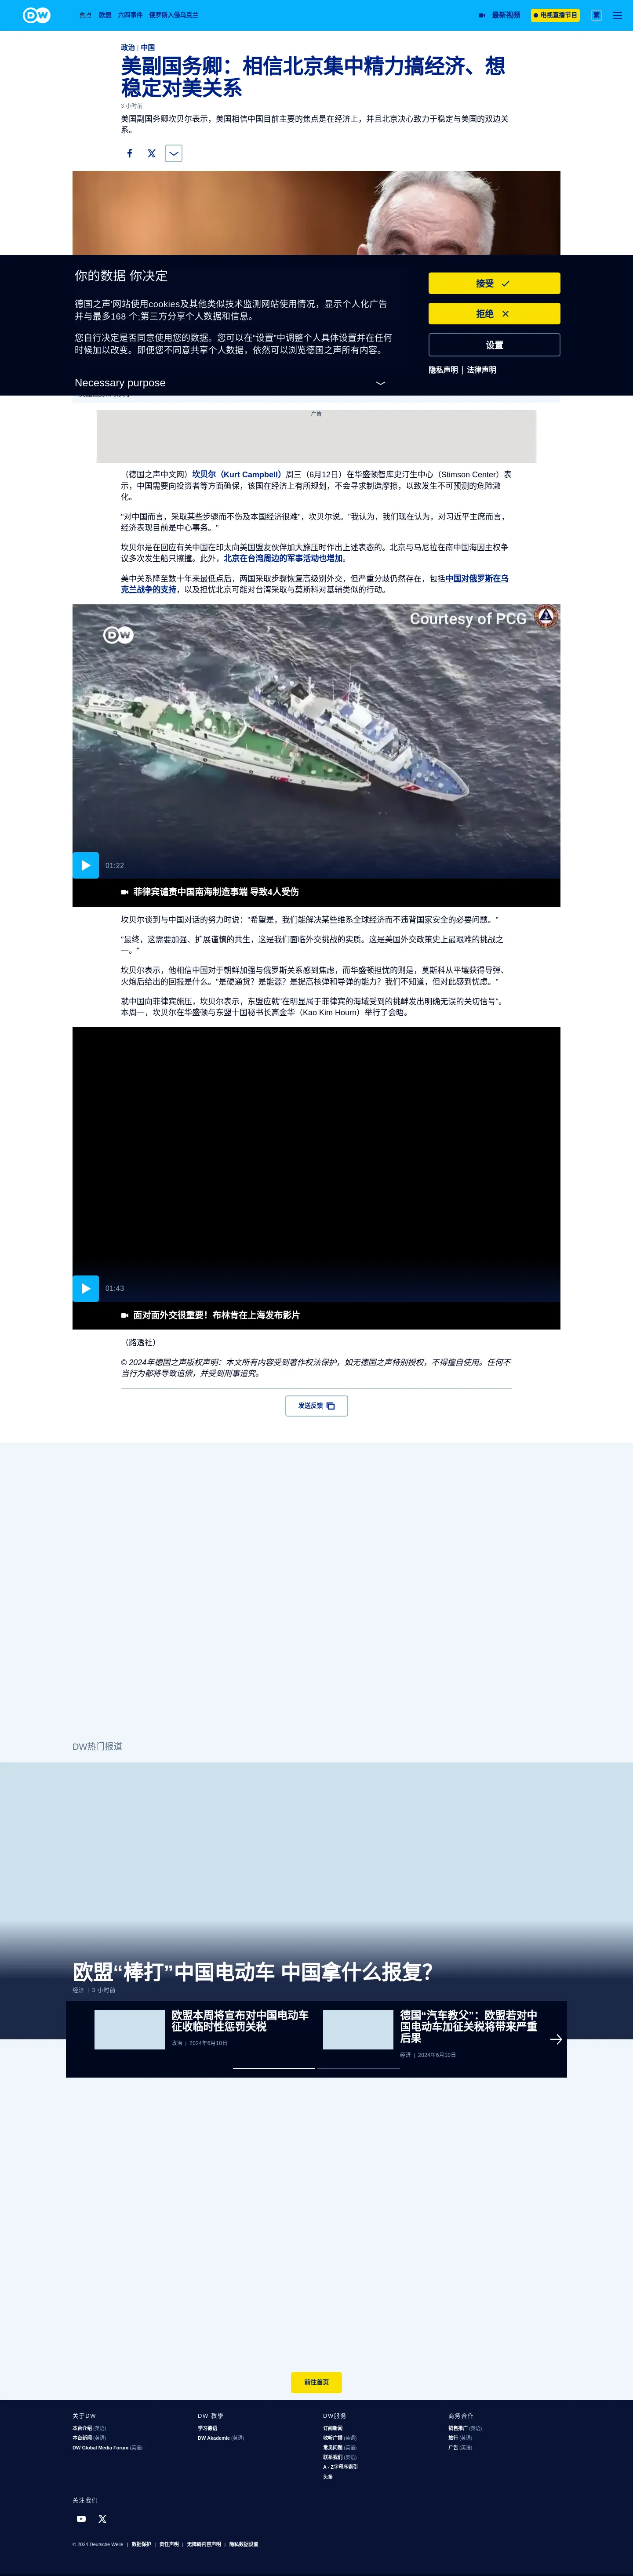 DW
焦点 欧盟 六四事件 俄罗斯入侵乌克兰
最新视频 电视直播节目 繁
政治 | 中国
美副国务卿：相信北京集中精力搞经济、想
稳定对美关系
3 小时前
美国副国务卿坎贝尔表示，美国相信中国目前主要的焦点是在经济上，并且北京决心致力于稳定与美国的双边关
系。
你的数据 你决定
德国之声'网站使用cookies及其他类似技术监测网站使用情况，显示个人化广告
并与最多168 个;第三方分享个人数据和信息。
您自行决定是否同意使用您的数据。您可以在“设置”中调整个人具体设置并在任何
时候加以改变。即便您不同意共享个人数据，依然可以浏览德国之声所有内容。
Necessary purpose
接受
拒绝
设置
隐私声明 | 法律声明
广告
（德国之声中文网）坎贝尔（Kurt Campbell）周三（6月12日）在华盛顿智库史汀生中心（Stimson Center）表
示，中国需要向投资者等方面确保，该国在经济上有所规划，不会寻求制造摩擦，以致发生不可预测的危险激
化。
"对中国而言，采取某些步骤而不伤及本国经济很难"，坎贝尔说。"我认为，我们现在认为，对习近平主席而言，
经济表现目前是中心事务。"
坎贝尔是在回应有关中国在印太向美国盟友伙伴加大施压时作出上述表态的。北京与马尼拉在南中国海因主权争
议多次发生船只擦撞。此外，北京在台湾周边的军事活动也增加。
美中关系降至数十年来最低点后，两国采取步骤恢复高级别外交，但严重分歧仍然存在，包括中国对俄罗斯在乌
克兰战争的支持，以及担忧北京可能对台湾采取与莫斯科对基辅类似的行动。
DW
Courtesy of PCG
01:22
菲律宾谴责中国南海制造事端 导致4人受伤
坎贝尔谈到与中国对话的努力时说："希望是，我们能解决某些维系全球经济而不违背国家安全的必要问题。"
"最终，这需要加强、扩展谨慎的共生，这是我们面临外交挑战的实质。这是美国外交政策史上最艰难的挑战之
一。"
坎贝尔表示，他相信中国对于朝鲜加强与俄罗斯关系感到焦虑，而华盛顿担忧的则是，莫斯科从平壤获得导弹、
火炮后给出的回报是什么。"是硬通货？是能源？是提高核弹和导弹的能力？我们不知道，但对此感到忧虑。"
就中国向菲律宾施压，坎贝尔表示，东盟应就"在明显属于菲律宾的海域受到的挑衅发出明确无误的关切信号"。
本周一，坎贝尔在华盛顿与东盟十国秘书长高金华（Kao Kim Hourn）举行了会晤。
01:43
面对面外交很重要！布林肯在上海发布影片
（路透社）
© 2024年德国之声版权声明：本文所有内容受到著作权法保护，如无德国之声特别授权，不得擅自使用。任何不
当行为都将导致追偿，并受到刑事追究。
发送反馈
DW热门报道
欧盟“棒打”中国电动车 中国拿什么报复？
经济 | 3 小时前
欧盟本周将宣布对中国电动车
征收临时性惩罚关税
政治 | 2024年6月10日
德国“汽车教父”：欧盟若对中
国电动车加征关税将带来严重
后果
经济 | 2024年6月10日
前往首页
关于DW
本台介绍 (英语)
本台新闻 (英语)
DW Global Media Forum (英语)
DW 教学
学习德语
DW Akademie (英语)
DW服务
订阅新闻
收听广播 (英语)
常见问题 (英语)
联系我们 (英语)
A - Z字母序索引
头条
商务合作
销售推广 (英语)
旅行 (英语)
广告 (英语)
关注我们
© 2024 Deutsche Welle | 数据保护 | 责任声明 | 无障碍内容声明 | 隐私数据设置